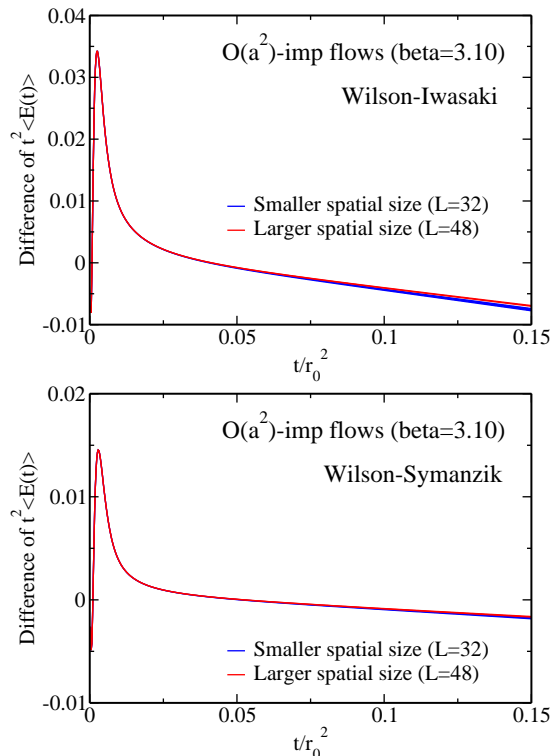 0.04
O(a^2)-imp flows (beta=3.10)
Wilson-Iwasaki
0.03
0.02
0.01
0
-0.01
Difference of t^2<E(t)>
Smaller spatial size (L=32)
Larger spatial size (L=48)
0
0.05
0.1
0.15
t/r_0^2
0.02
O(a^2)-imp flows (beta=3.10)
Wilson-Symanzik
0.01
0
-0.01
Difference of t^2<E(t)>
Smaller spatial size (L=32)
Larger spatial size (L=48)
0
0.05
0.1
0.15
t/r_0^2